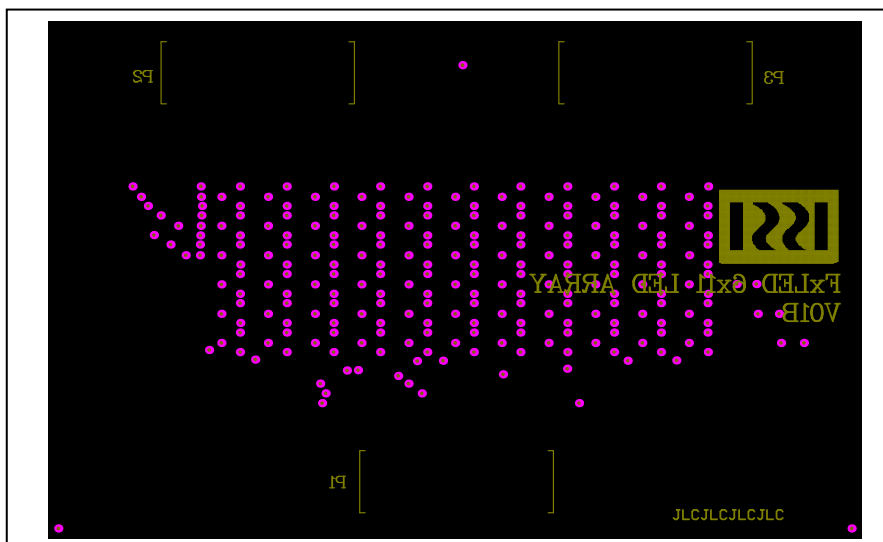 P2
P3
ISSI
FxLED 6x11 LED ARRAY
V01B
P1
JLCJLCJLCJLC